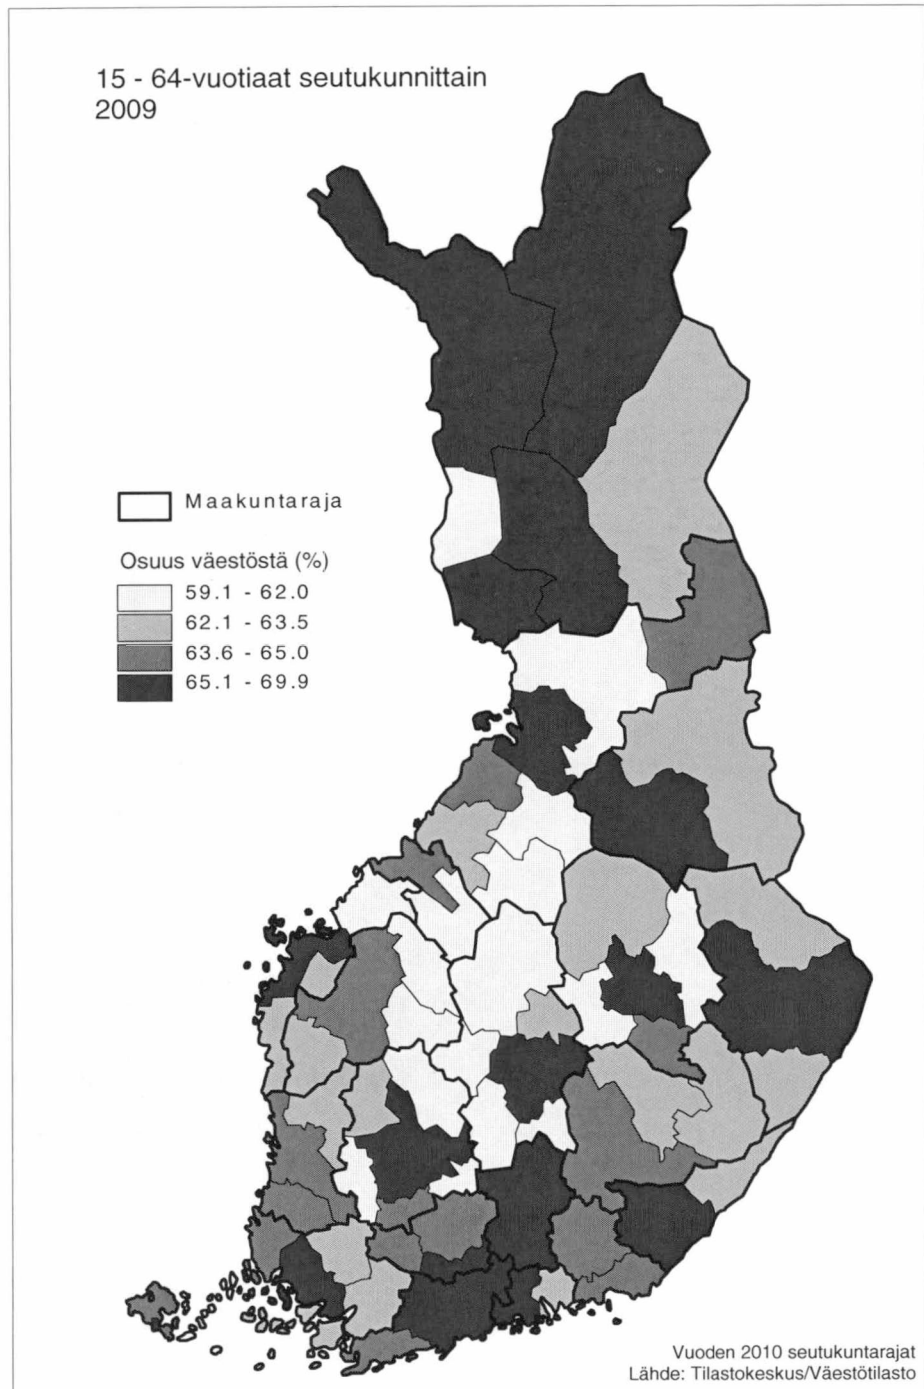 15 - 64-vuotiaat seutukunnittain
2009
Maakuntaraja
Osuus väestöstä (%)
59.1 - 62.0
62.1 - 63.5
63.6 - 65.0
65.1 - 69.9
Vuoden 2010 seutukuntarajat
Lähde: Tilastokeskus/Väestötilasto